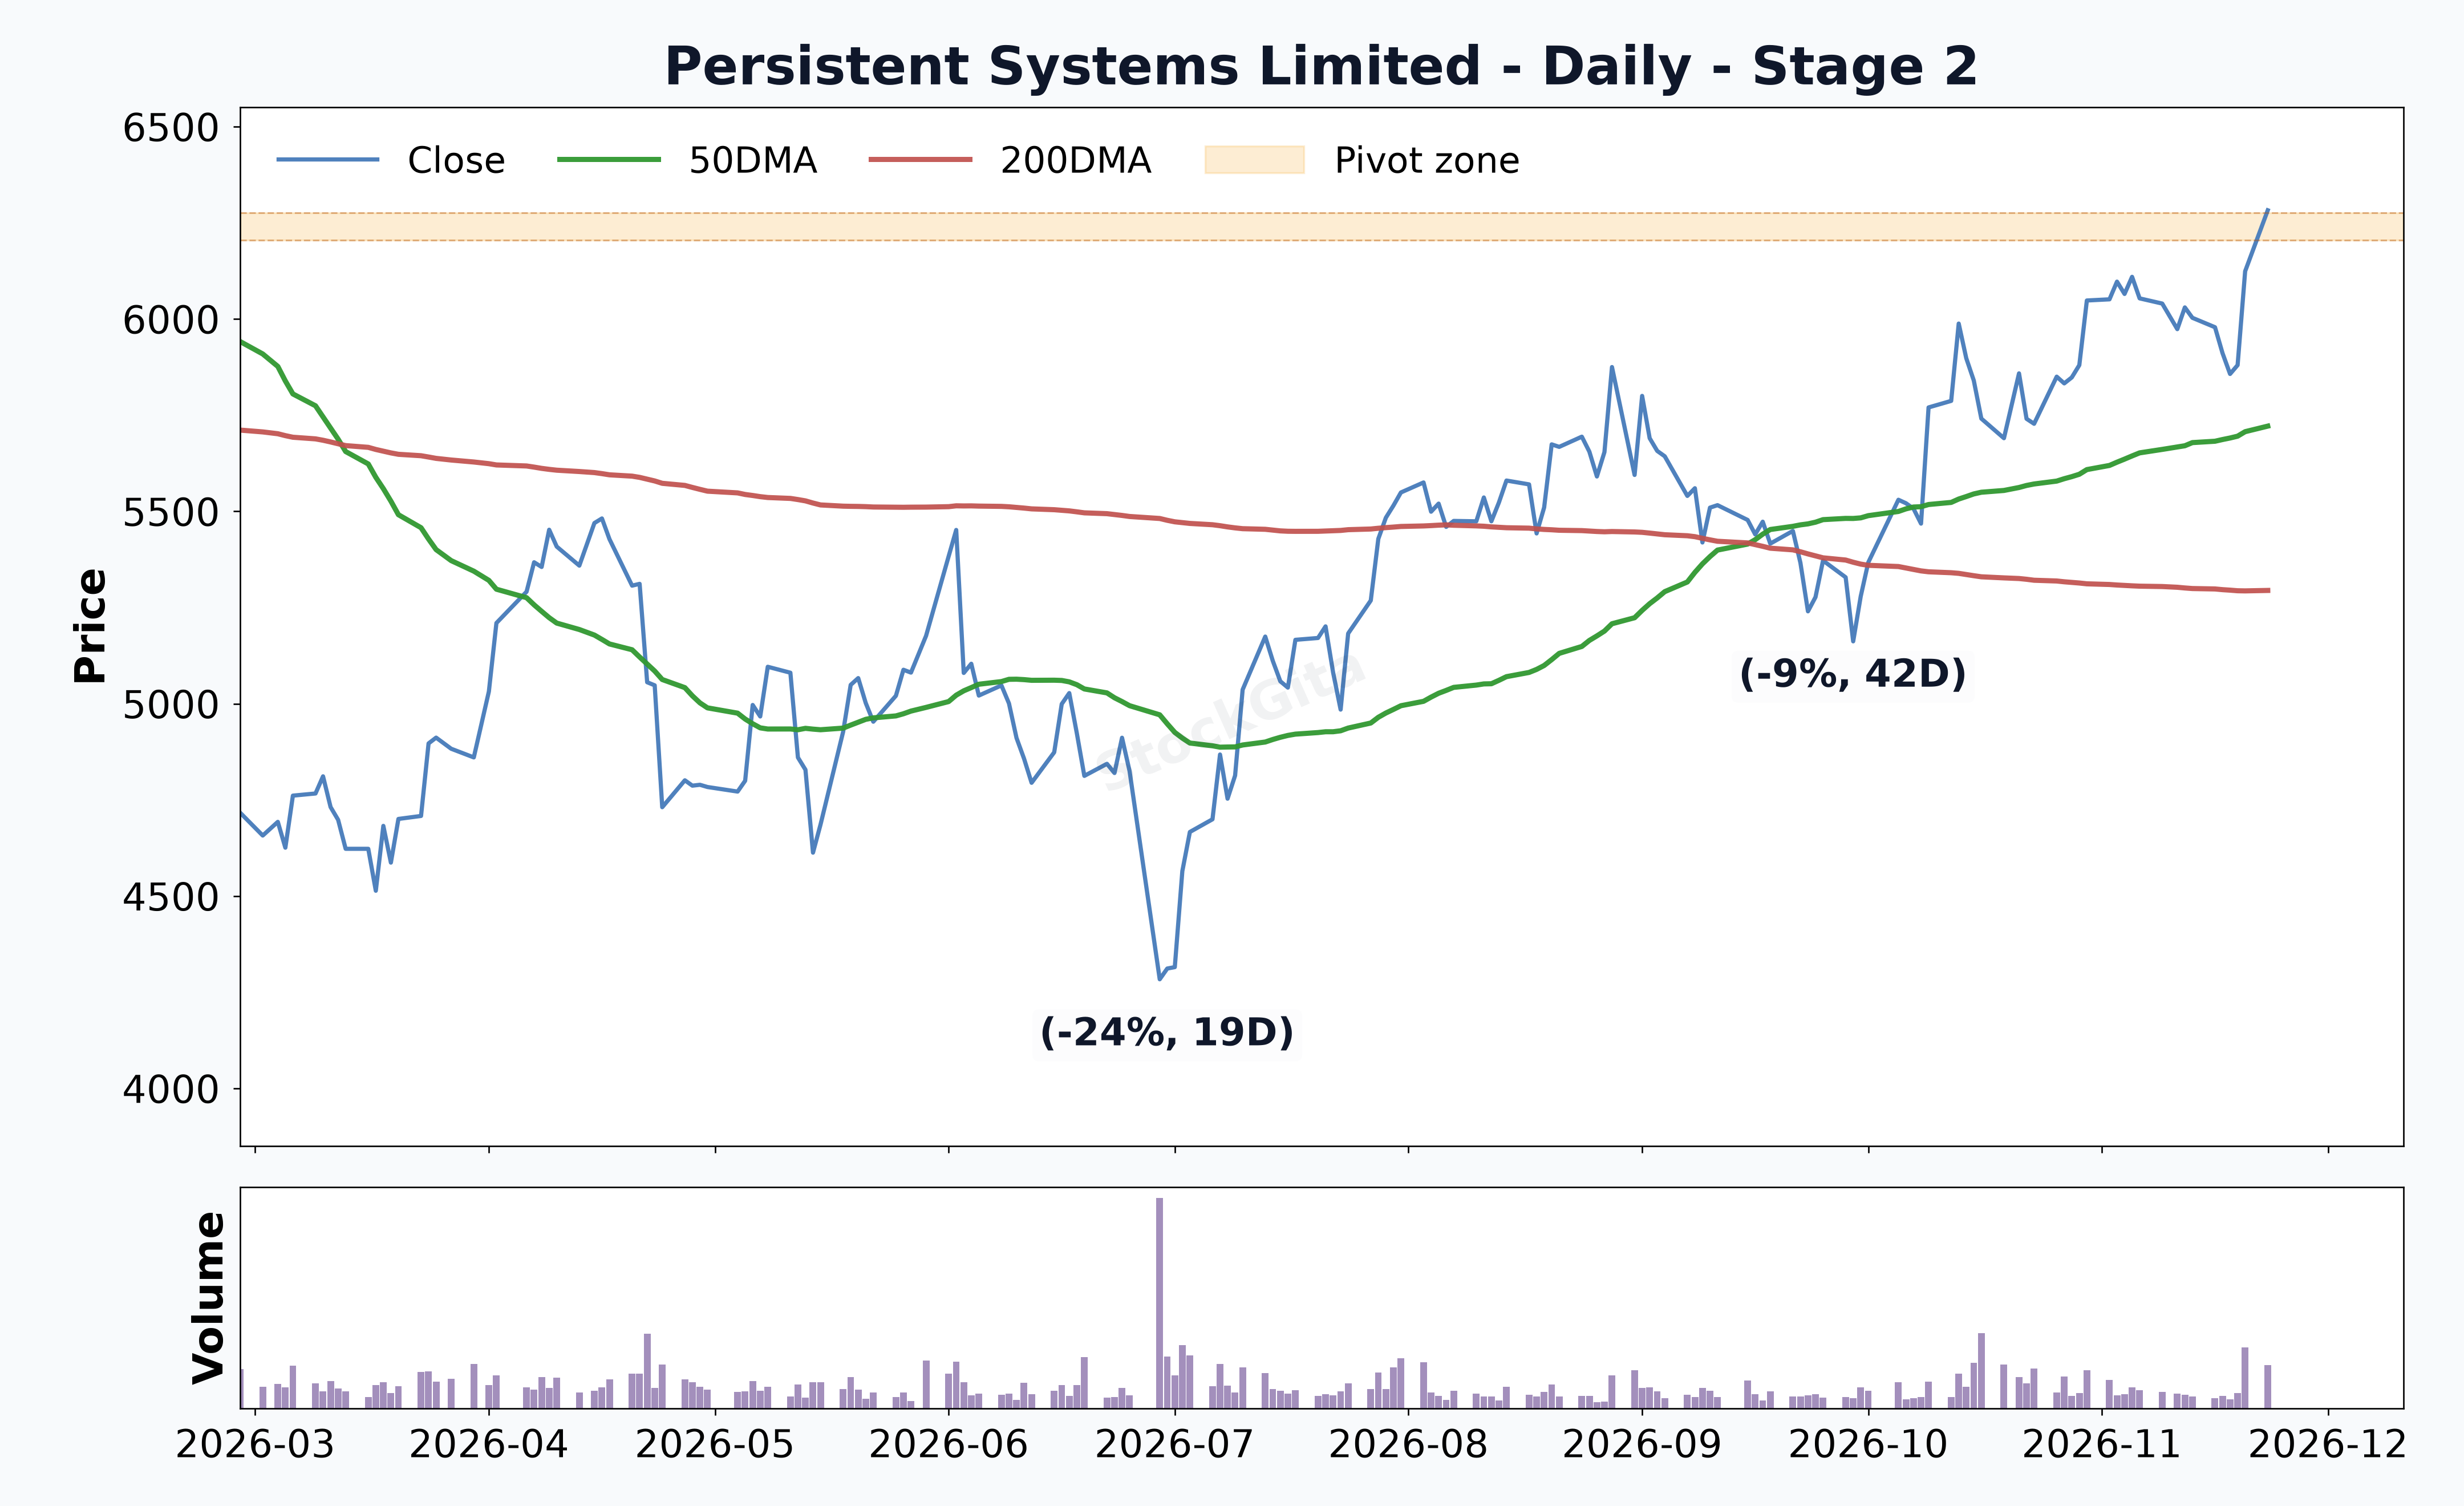 Persistent Systems Limited - Daily - Stage 2
Close 50DMA 200DMA Pivot zone
6500
6000
5500
5000
4500
4000
Price
StockGita
(-9%, 42D)
(-24%, 19D)
Volume
2026-03 2026-04 2026-05 2026-06 2026-07 2026-08 2026-09 2026-10 2026-11 2026-12